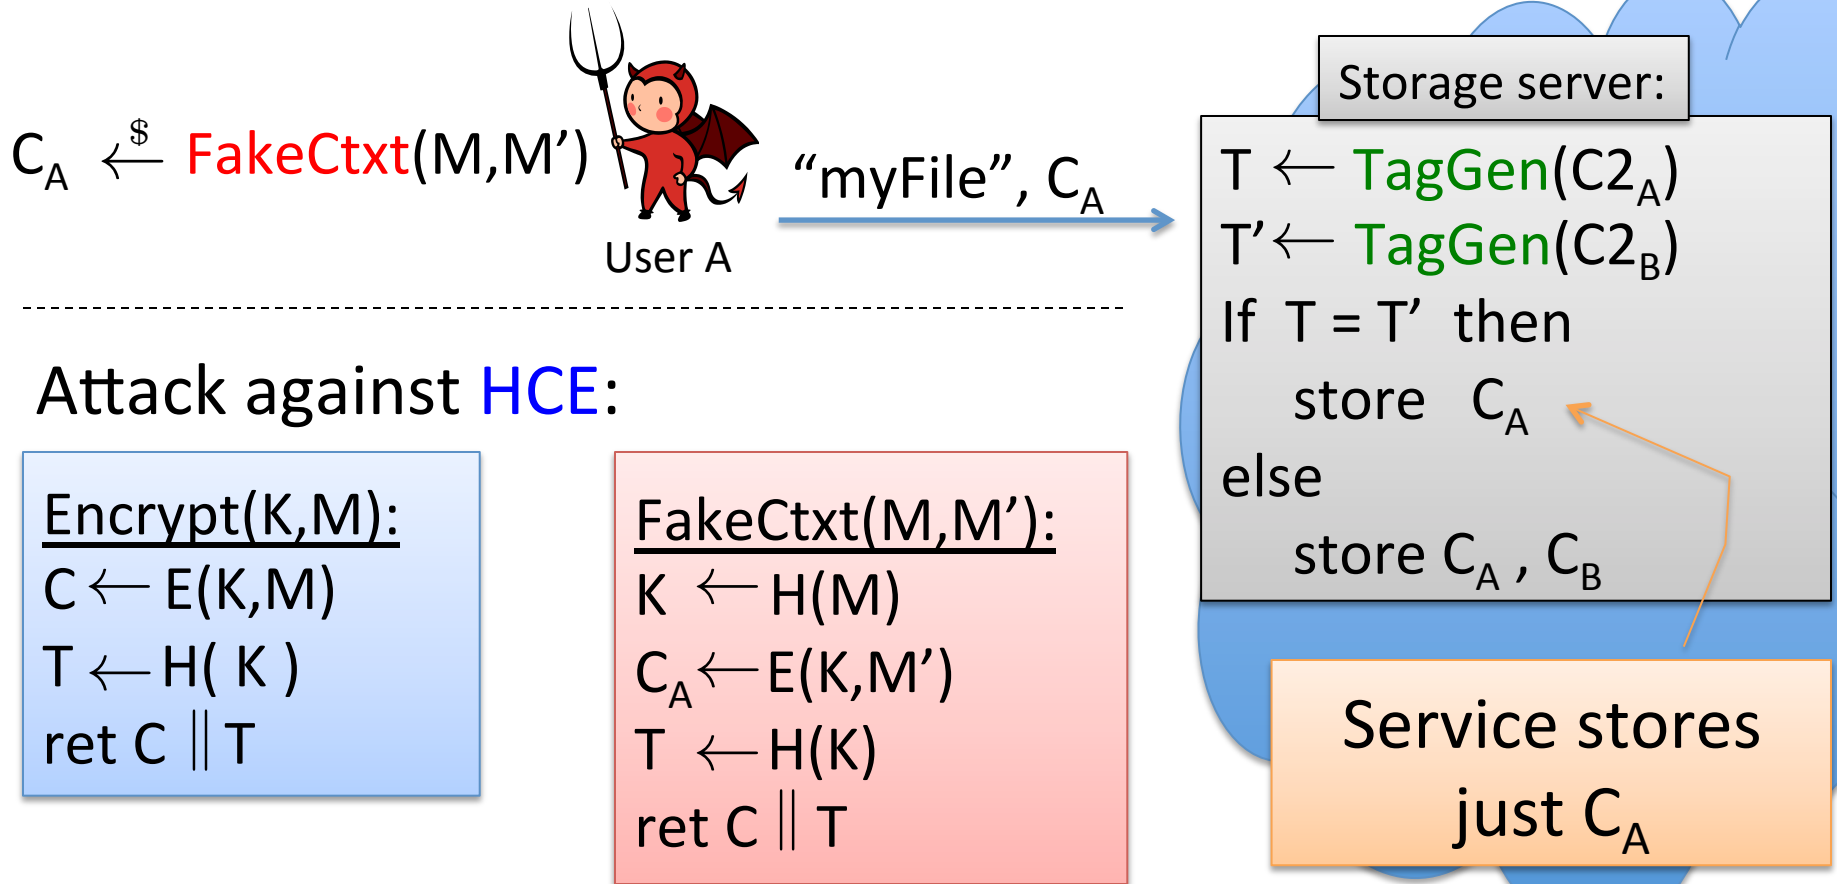 C_A ←$ FakeCtxt(M,M’)
User A
“myFile”, C_A
Storage server:
T ← TagGen(C2_A)
T’ ← TagGen(C2_B)
If T = T’ then
store C_A
else
store C_A , C_B
Service stores
just C_A
Attack against HCE:
Encrypt(K,M):
C ← E(K,M)
T ← H( K )
ret C || T
FakeCtxt(M,M’):
K ← H(M)
C_A ← E(K,M’)
T ← H(K)
ret C || T